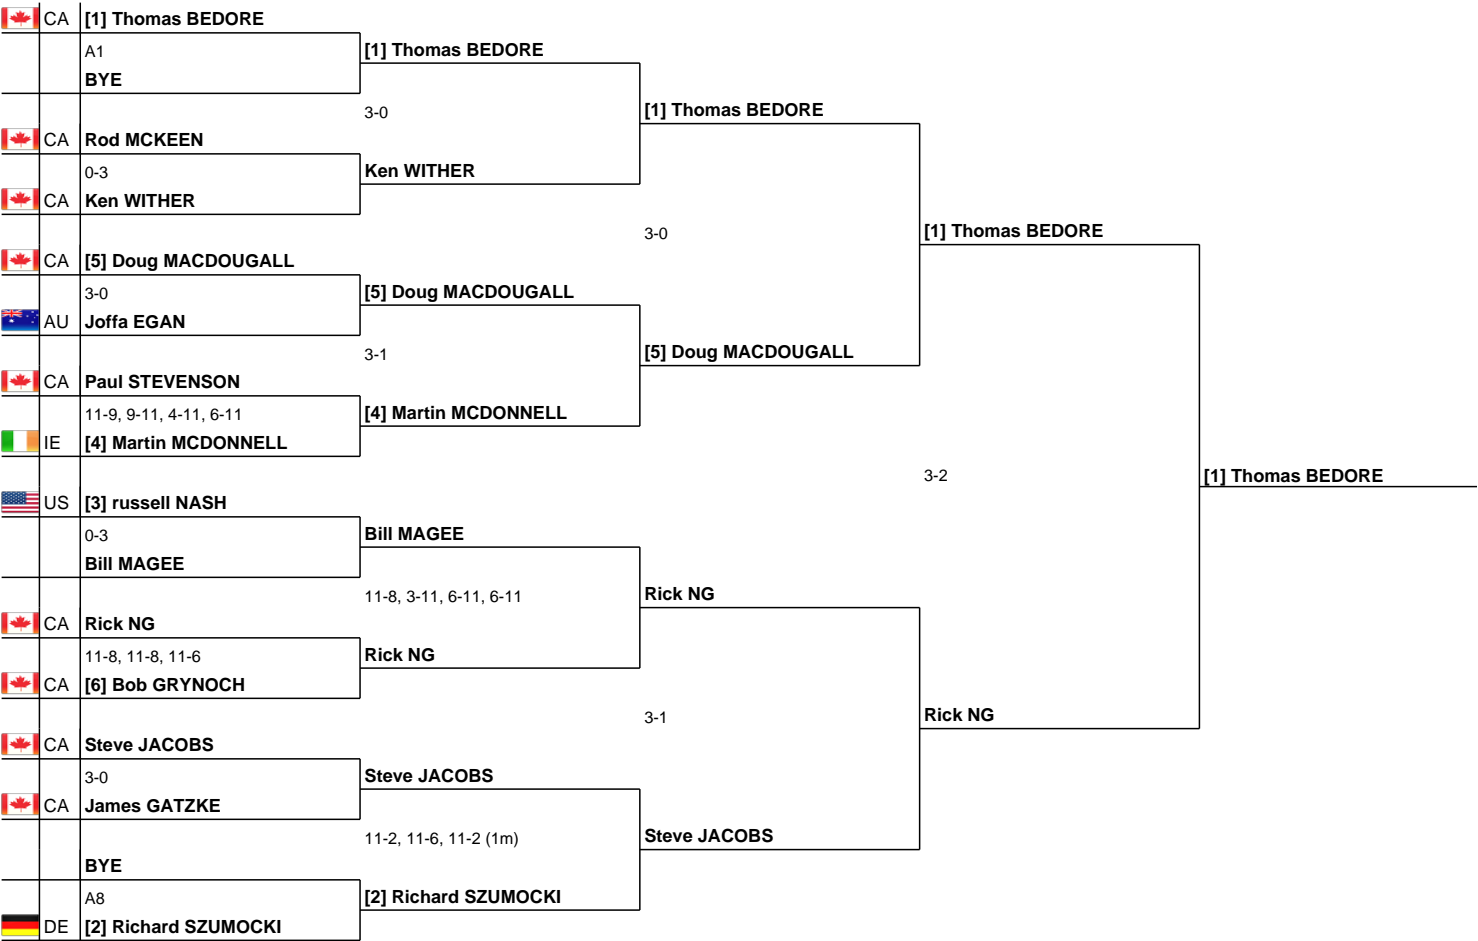 CA [1] Thomas BEDORE
A1
[1] Thomas BEDORE
BYE
3-0
[1] Thomas BEDORE
CA Rod MCKEEN
0-3
Ken WITHER
CA Ken WITHER
3-0
[1] Thomas BEDORE
CA [5] Doug MACDOUGALL
3-0
[5] Doug MACDOUGALL
AU Joffa EGAN
3-1
[5] Doug MACDOUGALL
CA Paul STEVENSON
11-9, 9-11, 4-11, 6-11
[4] Martin MCDONNELL
IE [4] Martin MCDONNELL
3-2
[1] Thomas BEDORE
US [3] russell NASH
0-3
Bill MAGEE
Bill MAGEE
11-8, 3-11, 6-11, 6-11
Rick NG
CA Rick NG
11-8, 11-8, 11-6
Rick NG
CA [6] Bob GRYNOCH
3-1
Rick NG
CA Steve JACOBS
3-0
Steve JACOBS
CA James GATZKE
11-2, 11-6, 11-2 (1m)
Steve JACOBS
BYE
A8
[2] Richard SZUMOCKI
DE [2] Richard SZUMOCKI